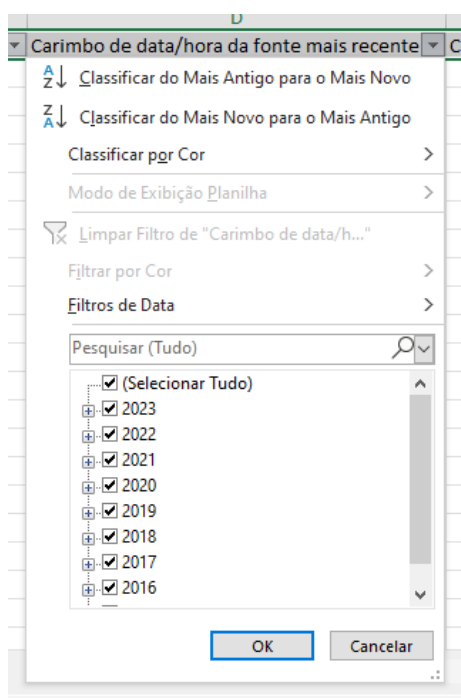 D
Carimbo de data/hora da fonte mais recente C
Classificar do Mais Antigo para o Mais Novo
Classificar do Mais Novo para o Mais Antigo
Classificar por Cor
Modo de Exibição Planilha
Limpar Filtro de "Carimbo de data/h..."
Filtrar por Cor
Filtros de Data
Pesquisar (Tudo)
(Selecionar Tudo)
2023
2022
2021
2020
2019
2018
2017
2016
OK Cancelar